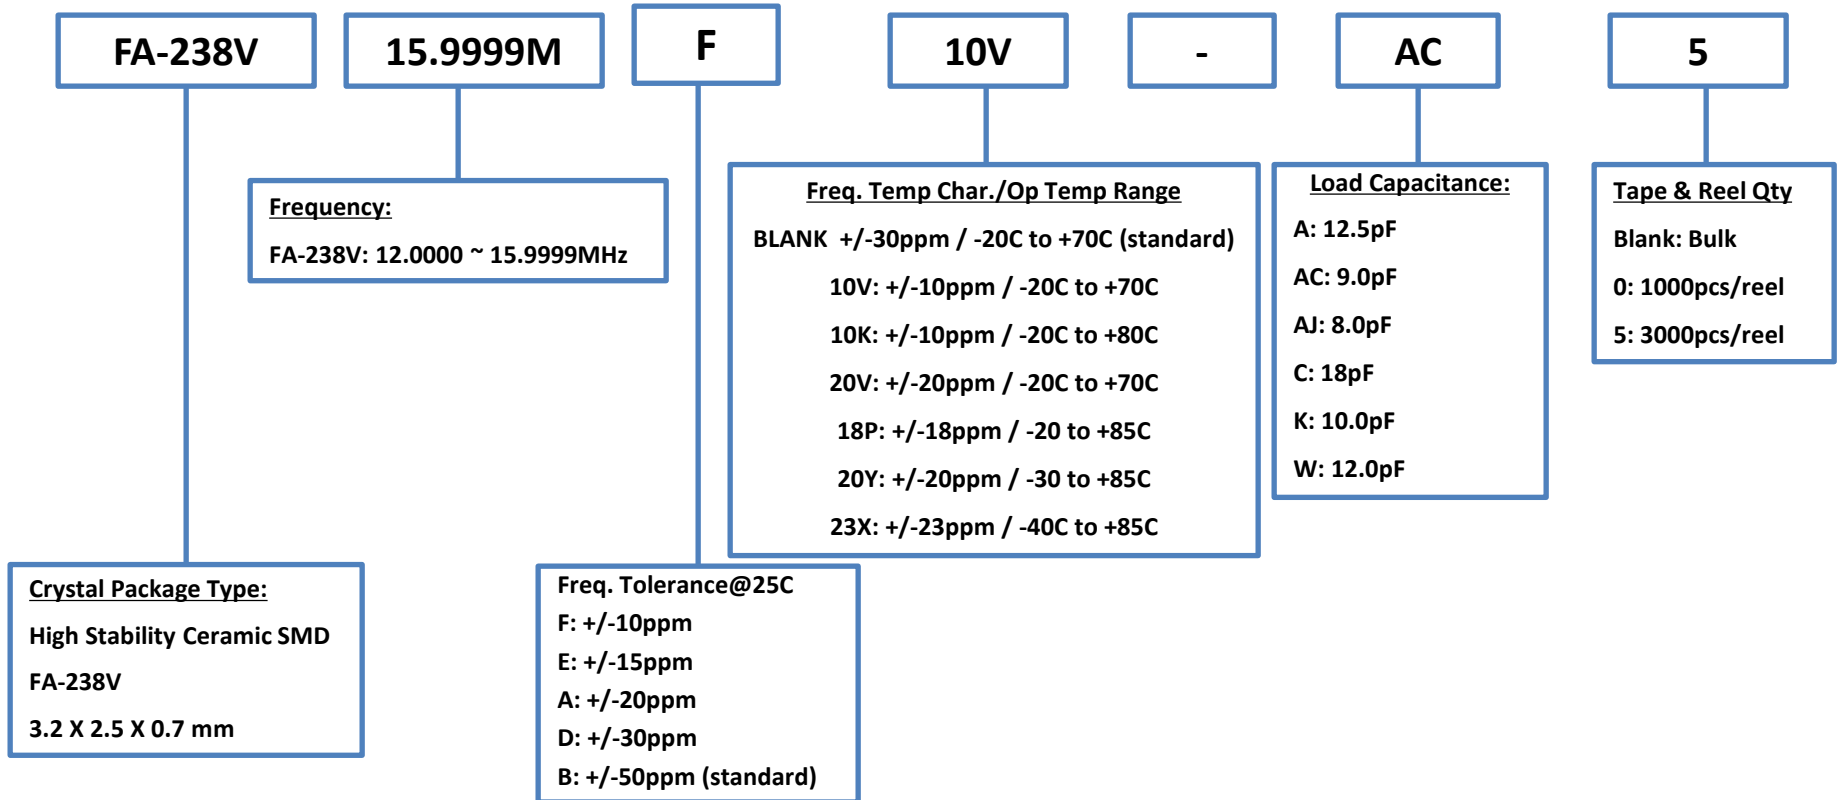 FA-238V 15.9999M F 10V - AC 5
Frequency:
FA-238V: 12.0000 ~ 15.9999MHz
Freq. Temp Char./Op Temp Range
BLANK +/-30ppm / -20C to +70C (standard)
10V: +/-10ppm / -20C to +70C
10K: +/-10ppm / -20C to +80C
20V: +/-20ppm / -20C to +70C
18P: +/-18ppm / -20 to +85C
20Y: +/-20ppm / -30 to +85C
23X: +/-23ppm / -40C to +85C
Load Capacitance:
A: 12.5pF
AC: 9.0pF
AJ: 8.0pF
C: 18pF
K: 10.0pF
W: 12.0pF
Tape & Reel Qty
Blank: Bulk
0: 1000pcs/reel
5: 3000pcs/reel
Crystal Package Type:
High Stability Ceramic SMD
FA-238V
3.2 X 2.5 X 0.7 mm
Freq. Tolerance@25C
F: +/-10ppm
E: +/-15ppm
A: +/-20ppm
D: +/-30ppm
B: +/-50ppm (standard)